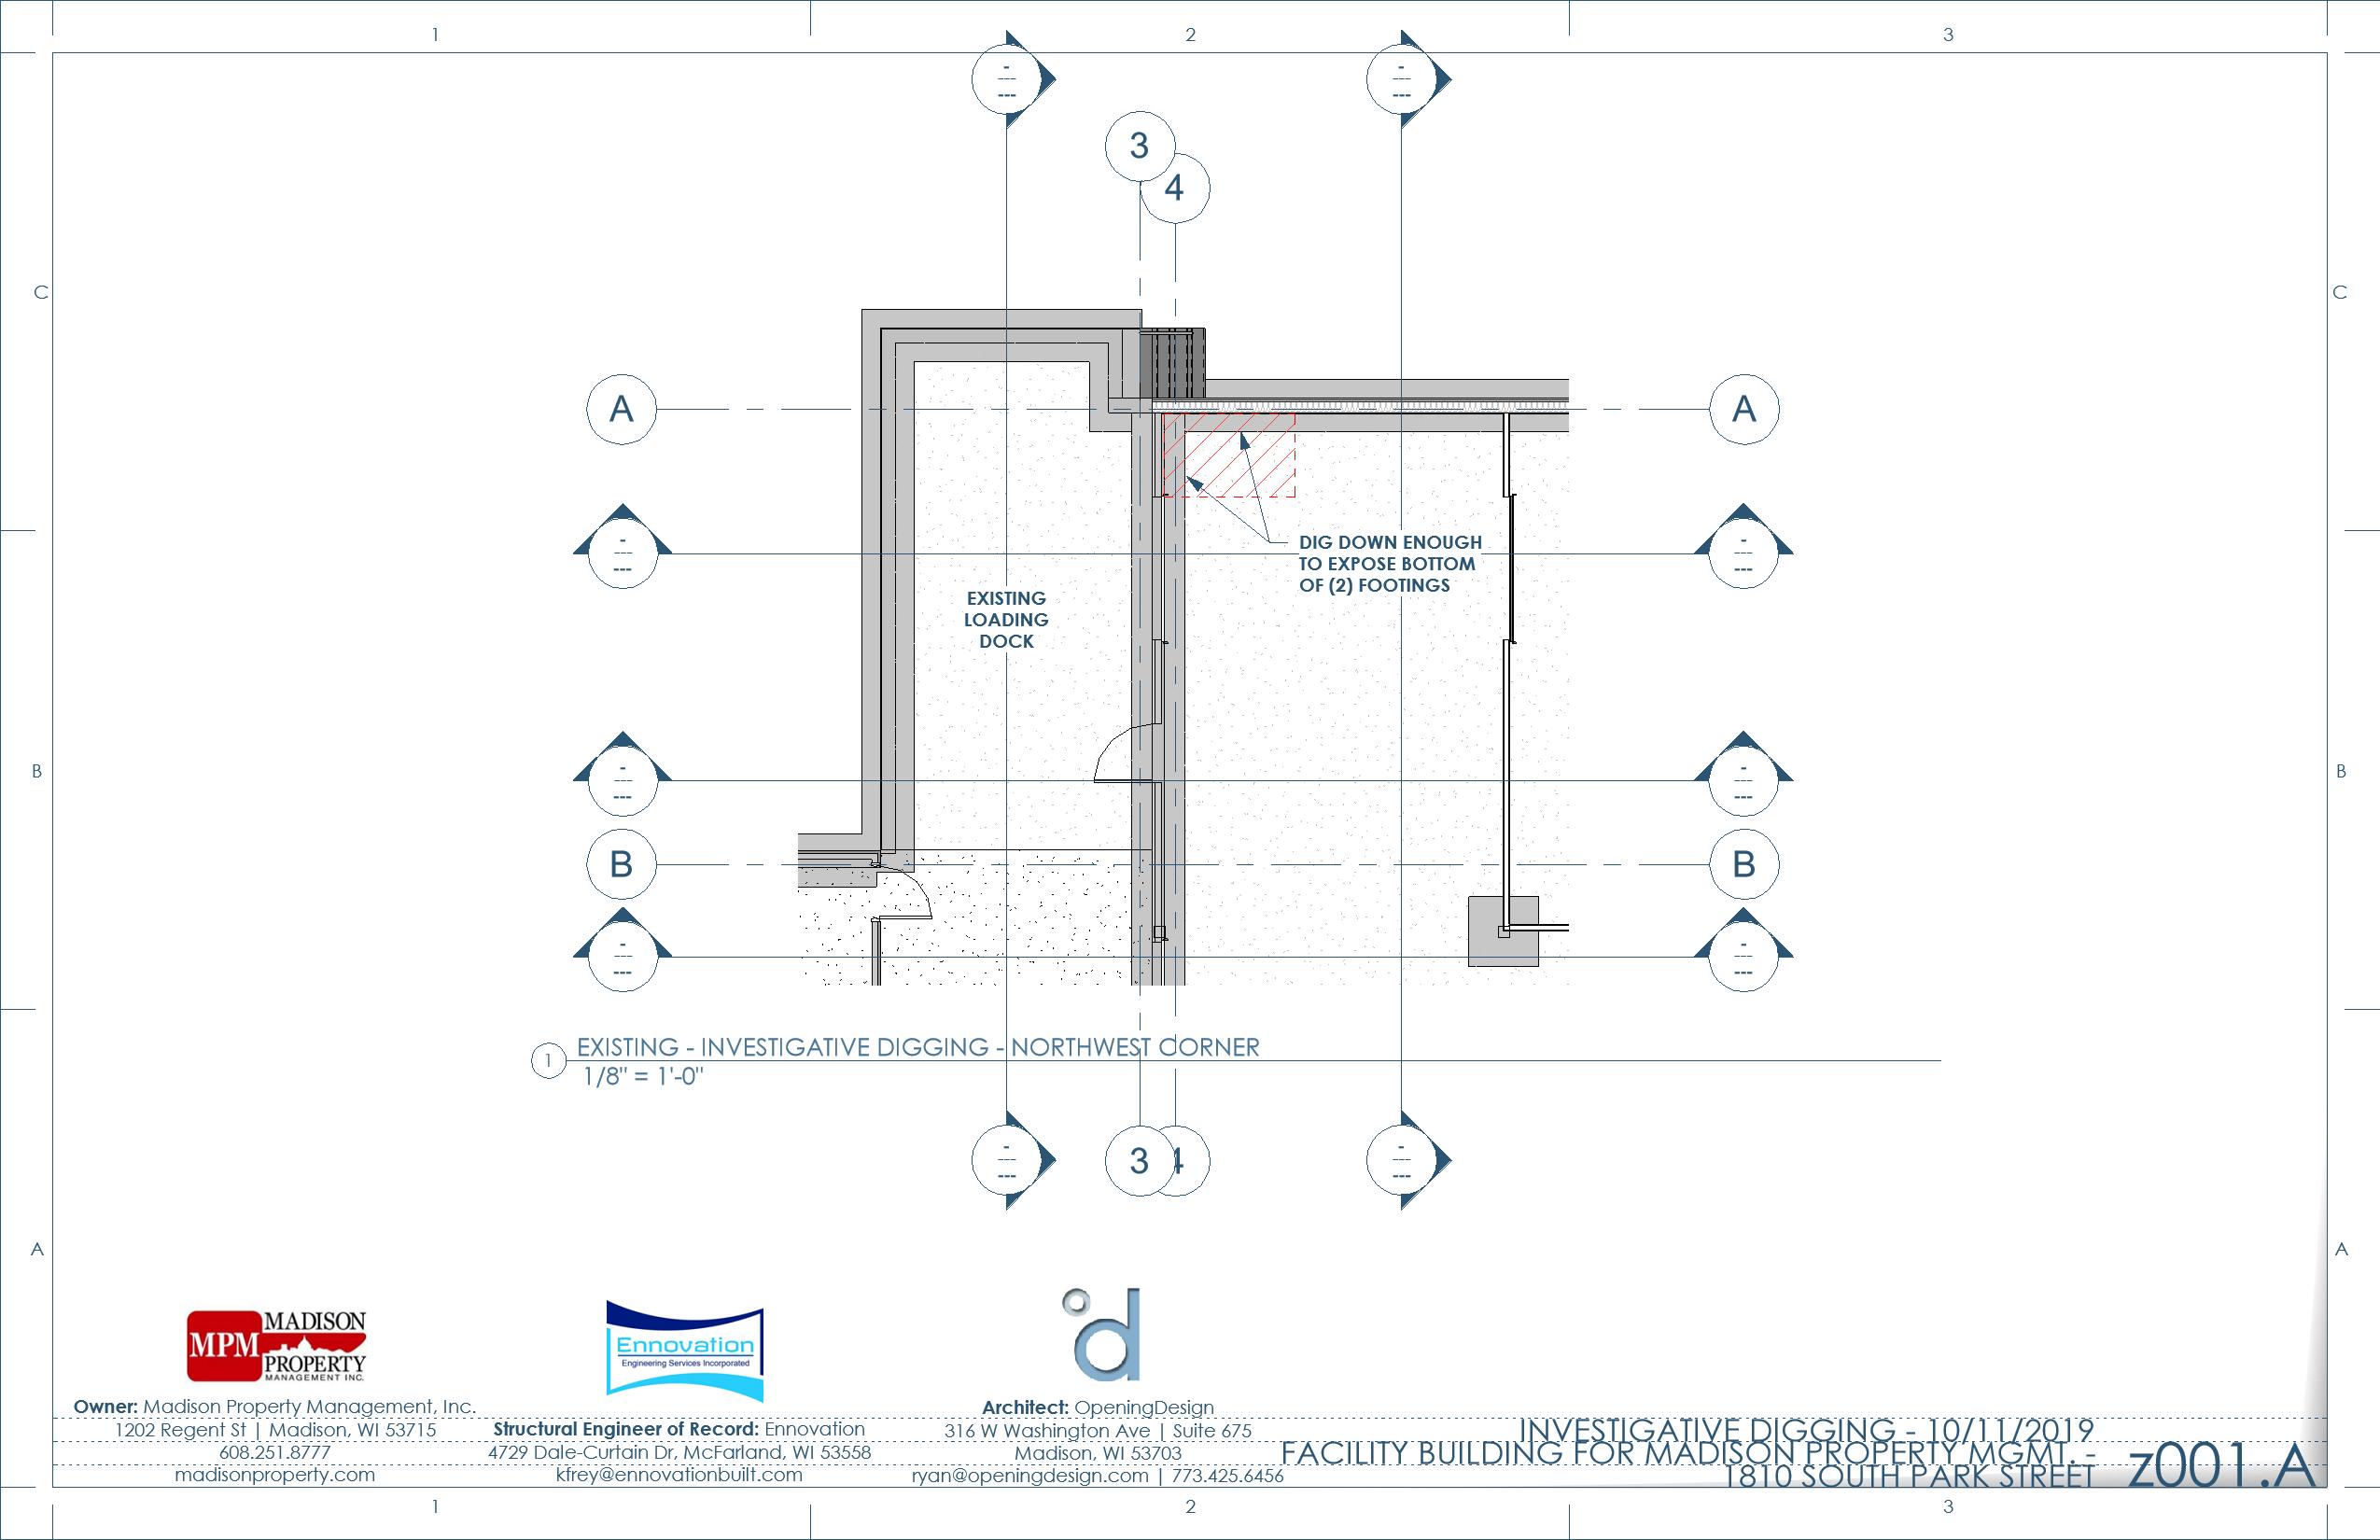 1
2
3
-
---
---
-
---
---
3
4
C
C
A
A
-
---
---
-
---
---
DIG DOWN ENOUGH
TO EXPOSE BOTTOM
OF (2) FOOTINGS
EXISTING
LOADING
DOCK
B
B
-
---
---
-
---
---
B
B
-
---
---
-
---
---
1
EXISTING - INVESTIGATIVE DIGGING - NORTHWEST CORNER
1/8" = 1'-0"
-
---
---
3
4
-
---
---
A
A
MPM
MADISON
PROPERTY
MANAGEMENT INC.
Ennovation
Engineering Services Incorporated
d
Owner: Madison Property Management, Inc.
1202 Regent St | Madison, WI 53715
608.251.8777
madisonproperty.com
Structural Engineer of Record: Ennovation
4729 Dale-Curtain Dr, McFarland, WI 53558
kfrey@ennovationbuilt.com
Architect: OpeningDesign
316 W Washington Ave | Suite 675
Madison, WI 53703
ryan@openingdesign.com | 773.425.6456
INVESTIGATIVE DIGGING - 10/11/2019
FACILITY BUILDING FOR MADISON PROPERTY MGMT. -
1810 SOUTH PARK STREET
z001.A
1
2
3